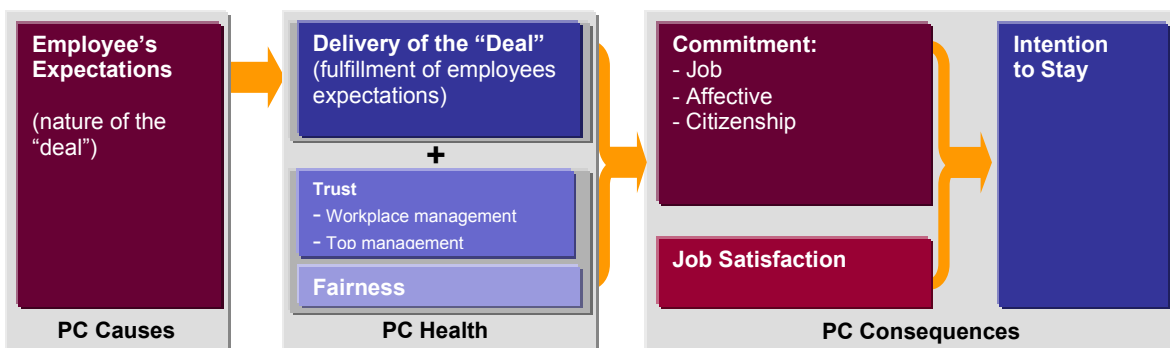 Employee's
Expectations
(nature of the
“deal”)
PC Causes
Delivery of the “Deal”
(fulfillment of employees
expectations)
+
Trust
- Workplace management
- Top management
Fairness
PC Health
Commitment:
- Job
- Affective
- Citizenship
Job Satisfaction
Intention
to Stay
PC Consequences